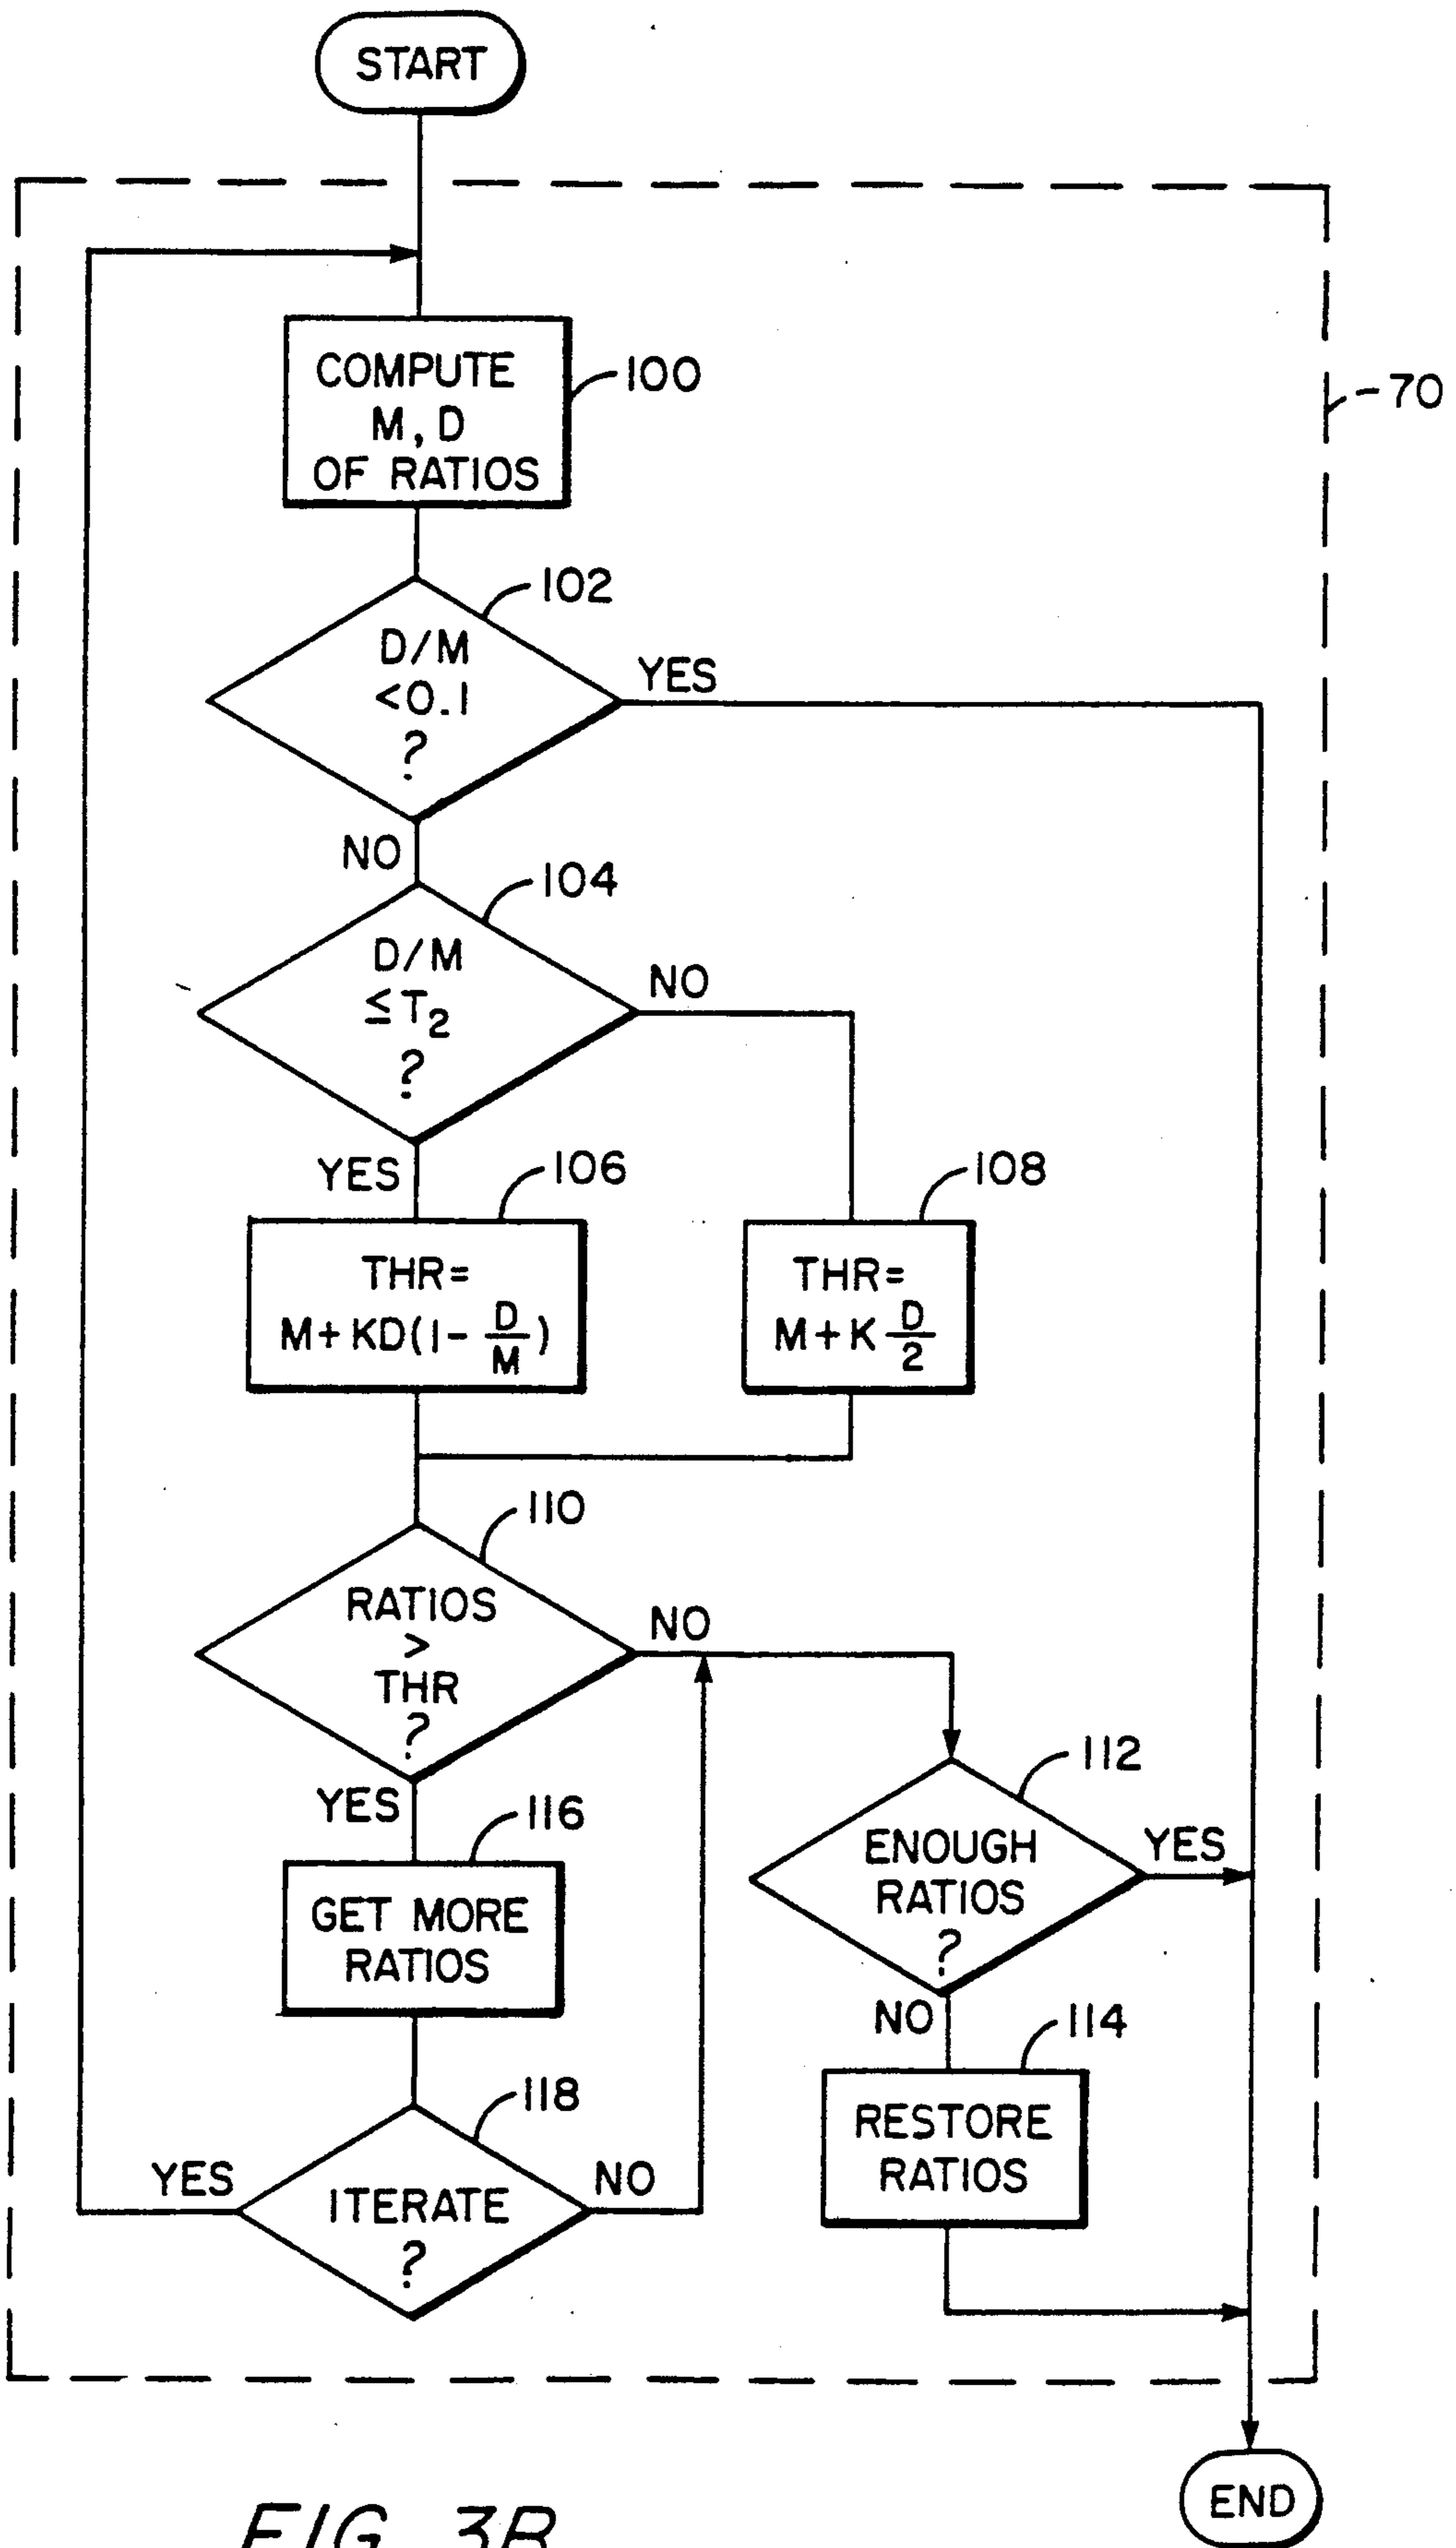 START
COMPUTE
M, D
OF RATIOS
100
70
102
D/M
<0.1
?
YES
NO
104
D/M
≤T₂
?
NO
YES
106
108
THR=
M+KD(1- D/M )
THR=
M+K D/2
110
RATIOS
>
THR
?
NO
YES
116
112
GET MORE
RATIOS
ENOUGH
RATIOS
?
YES
NO
114
118
RESTORE
RATIOS
YES
ITERATE
?
NO
END
FIG. 3B